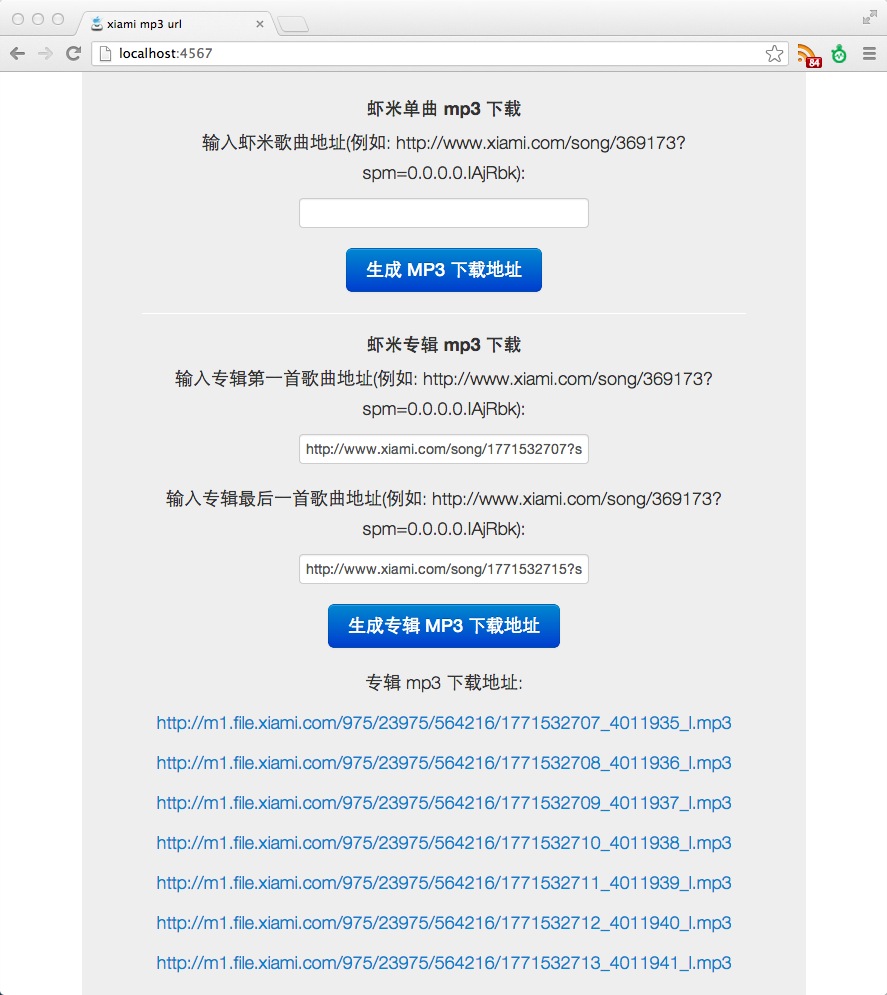 xiami mp3 url
localhost:4567
84
虾米单曲 mp3 下载
输入虾米歌曲地址(例如: http://www.xiami.com/song/369173?
spm=0.0.0.0.lAjRbk):
生成 MP3 下载地址
虾米专辑 mp3 下载
输入专辑第一首歌曲地址(例如: http://www.xiami.com/song/369173?
spm=0.0.0.0.lAjRbk):
http://www.xiami.com/song/1771532707?s
输入专辑最后一首歌曲地址(例如: http://www.xiami.com/song/369173?
spm=0.0.0.0.lAjRbk):
http://www.xiami.com/song/1771532715?s
生成专辑 MP3 下载地址
专辑 mp3 下载地址:
http://m1.file.xiami.com/975/23975/564216/1771532707_4011935_l.mp3
http://m1.file.xiami.com/975/23975/564216/1771532708_4011936_l.mp3
http://m1.file.xiami.com/975/23975/564216/1771532709_4011937_l.mp3
http://m1.file.xiami.com/975/23975/564216/1771532710_4011938_l.mp3
http://m1.file.xiami.com/975/23975/564216/1771532711_4011939_l.mp3
http://m1.file.xiami.com/975/23975/564216/1771532712_4011940_l.mp3
http://m1.file.xiami.com/975/23975/564216/1771532713_4011941_l.mp3